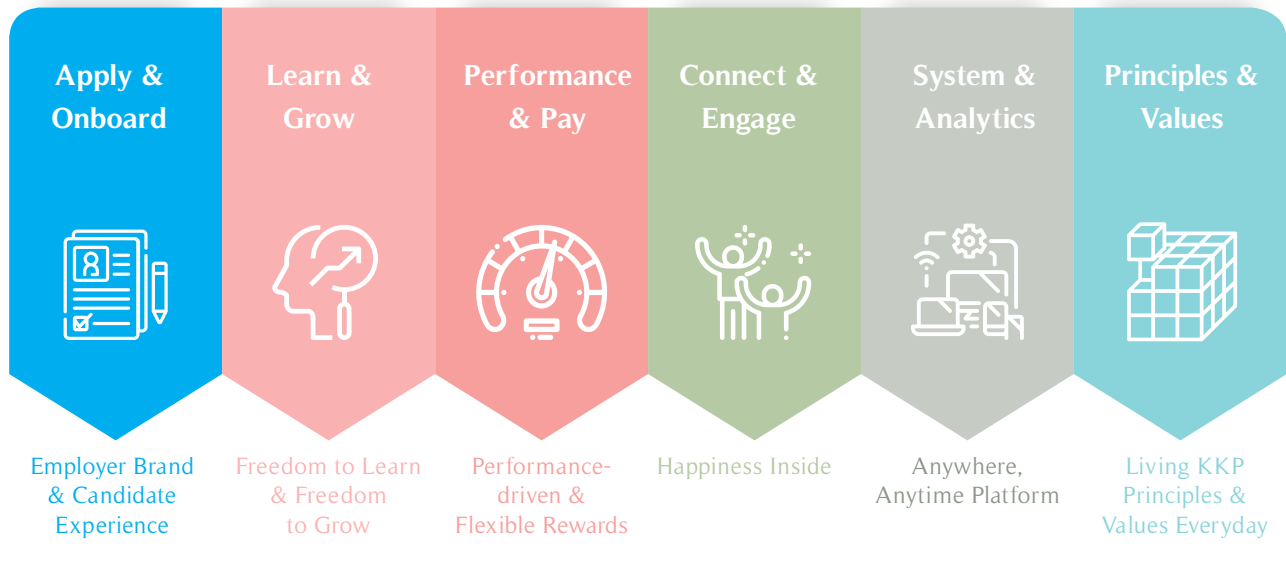 Apply &
Onboard
Learn &
Grow
Performance
& Pay
Connect &
Engage
System &
Analytics
Principles &
Values
Employer Brand
& Candidate
Experience
Freedom to Learn
& Freedom
to Grow
Performance-
driven &
Flexible Rewards
Happiness Inside
Anywhere,
Anytime Platform
Living KKP
Principles &
Values Everyday